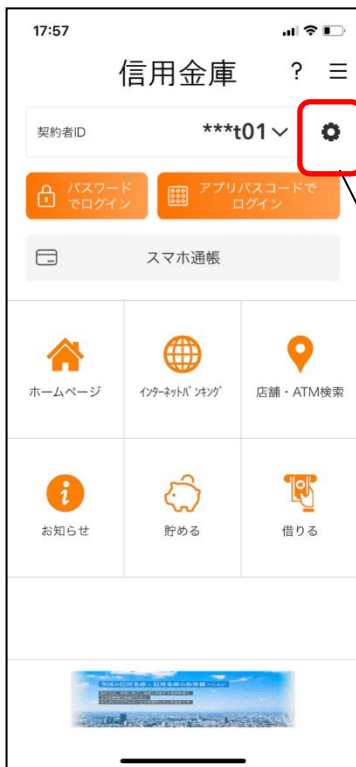 17:57
信用金庫 ?
契約者ID ***t01
パスワード
でログイン
アプリパスコードで
ログイン
スマホ通帳
ホームページ
インターネットバンキング
店舗・ATM検索
お知らせ
貯める
借りる